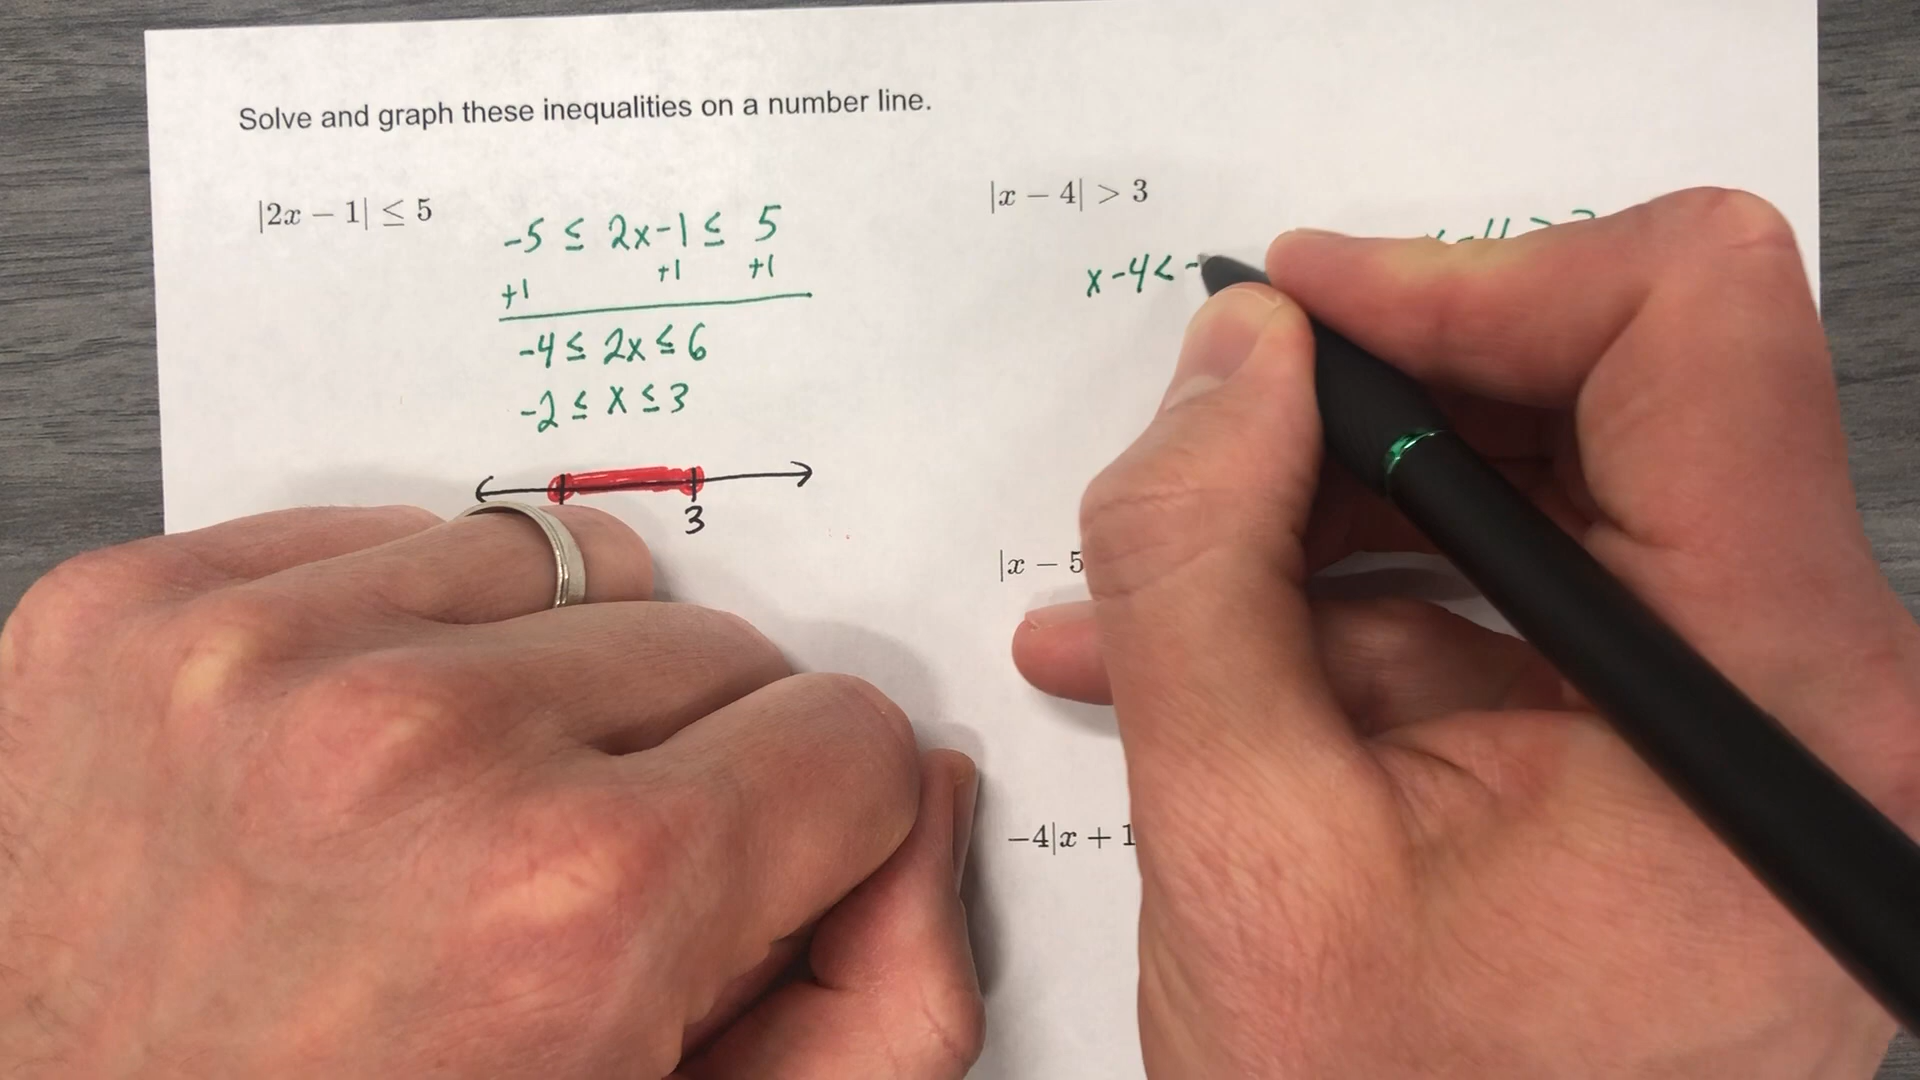 Solve and graph these inequalities on a number line.
|2x − 1| ≤ 5
-5 ≤ 2x-1 ≤ 5
+1 +1 +1
-4 ≤ 2x ≤ 6
-2 ≤ x ≤ 3
3
|x − 4| > 3
x-4< -
|x − 5
−4|x + 1